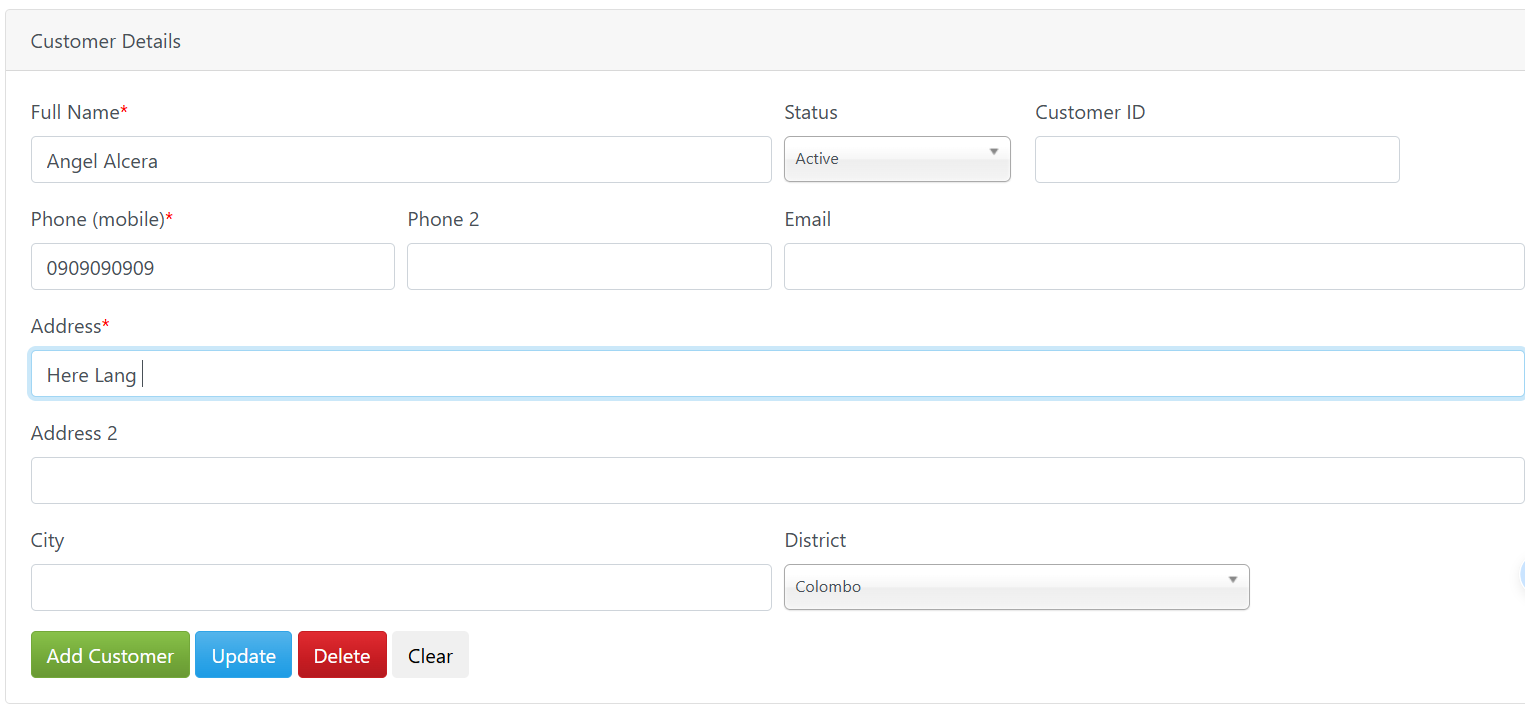 Customer Details
Full Name* Status Customer ID
Angel Alcera Active
Phone (mobile)* Phone 2 Email
0909090909
Address*
Here Lang
Address 2
City District
Colombo
Add Customer Update Delete Clear